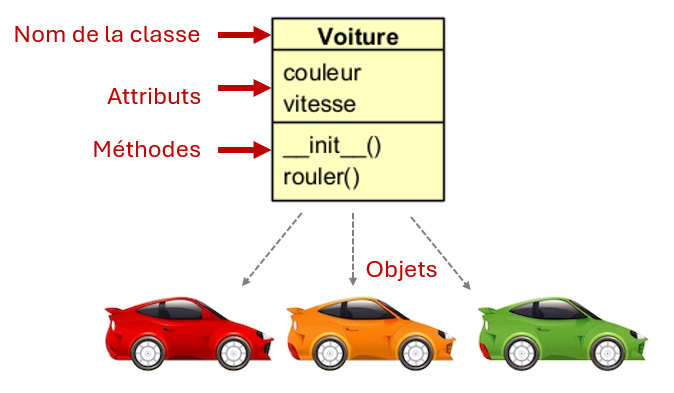 Nom de la classe
Voiture
Attributs
couleur
vitesse
Méthodes
__init__()
rouler()
Objets